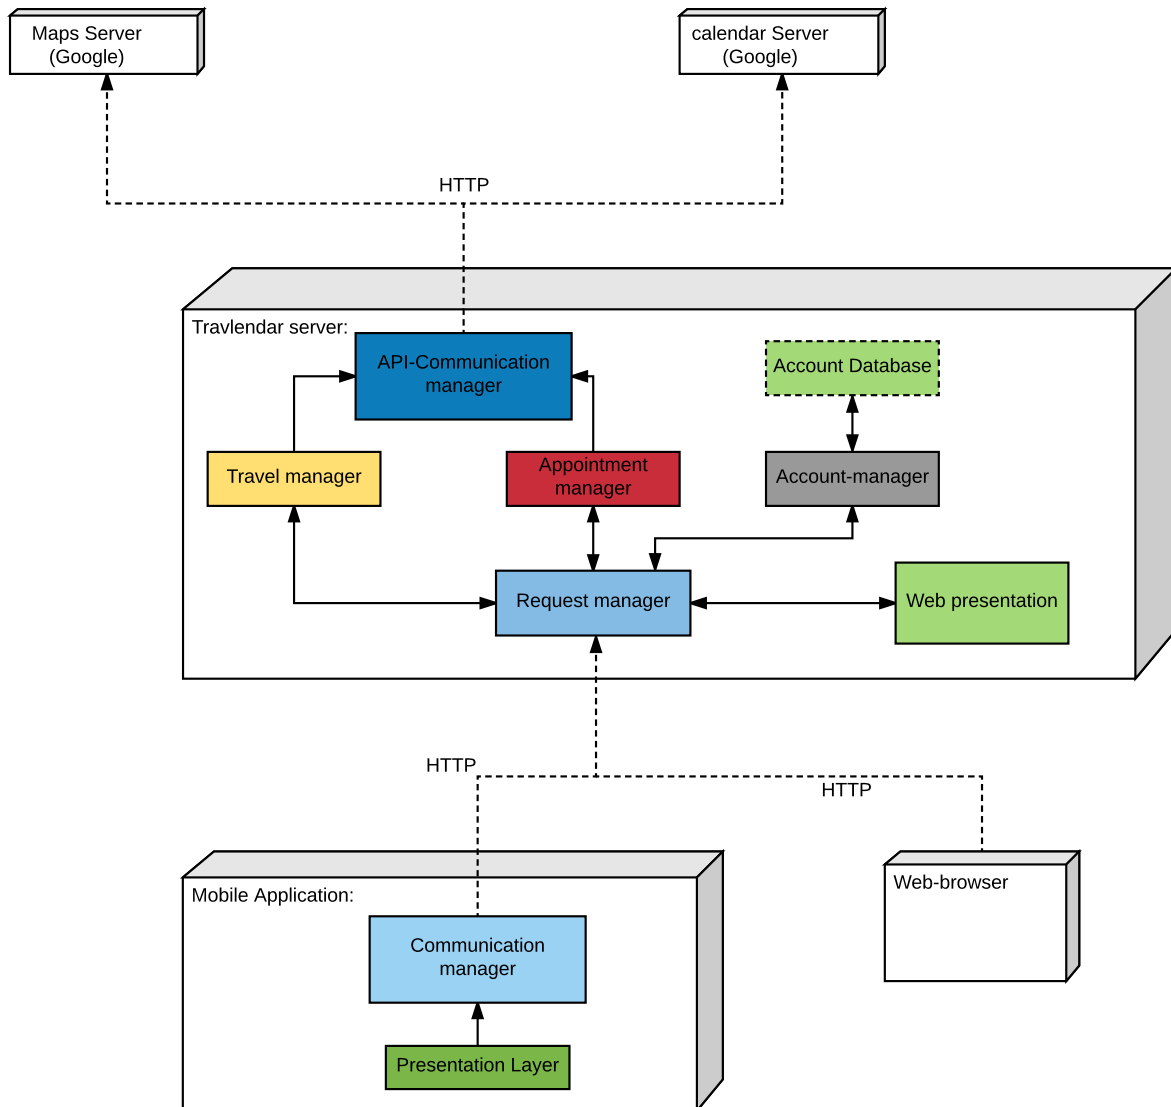 Maps Server
(Google)
calendar Server
(Google)
HTTP
Travlendar server:
API-Communication
manager
Account Database
Travel manager
Appointment
manager
Account-manager
Request manager
Web presentation
HTTP
HTTP
Mobile Application:
Web-browser
Communication
manager
Presentation Layer